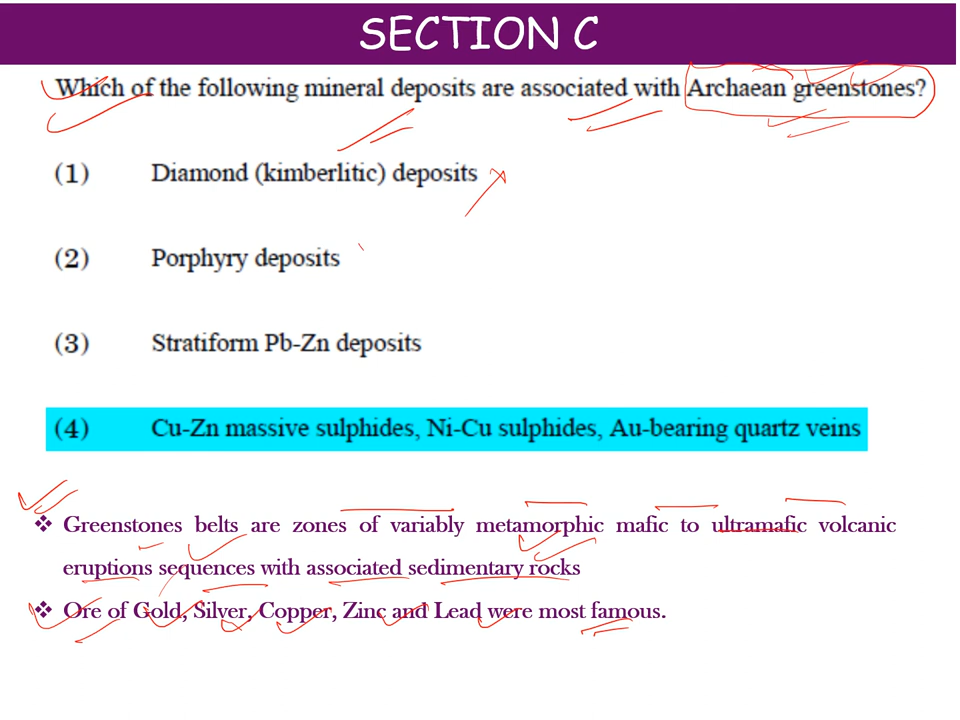 SECTION C
Which of the following mineral deposits are associated with Archaean greenstones?
(1) Diamond (kimberlitic) deposits
(2) Porphyry deposits
(3) Stratiform Pb-Zn deposits
(4) Cu-Zn massive sulphides, Ni-Cu sulphides, Au-bearing quartz veins
❖ Greenstones belts are zones of variably metamorphic mafic to ultramafic volcanic
eruptions sequences with associated sedimentary rocks
❖ Ore of Gold, Silver, Copper, Zinc and Lead were most famous.